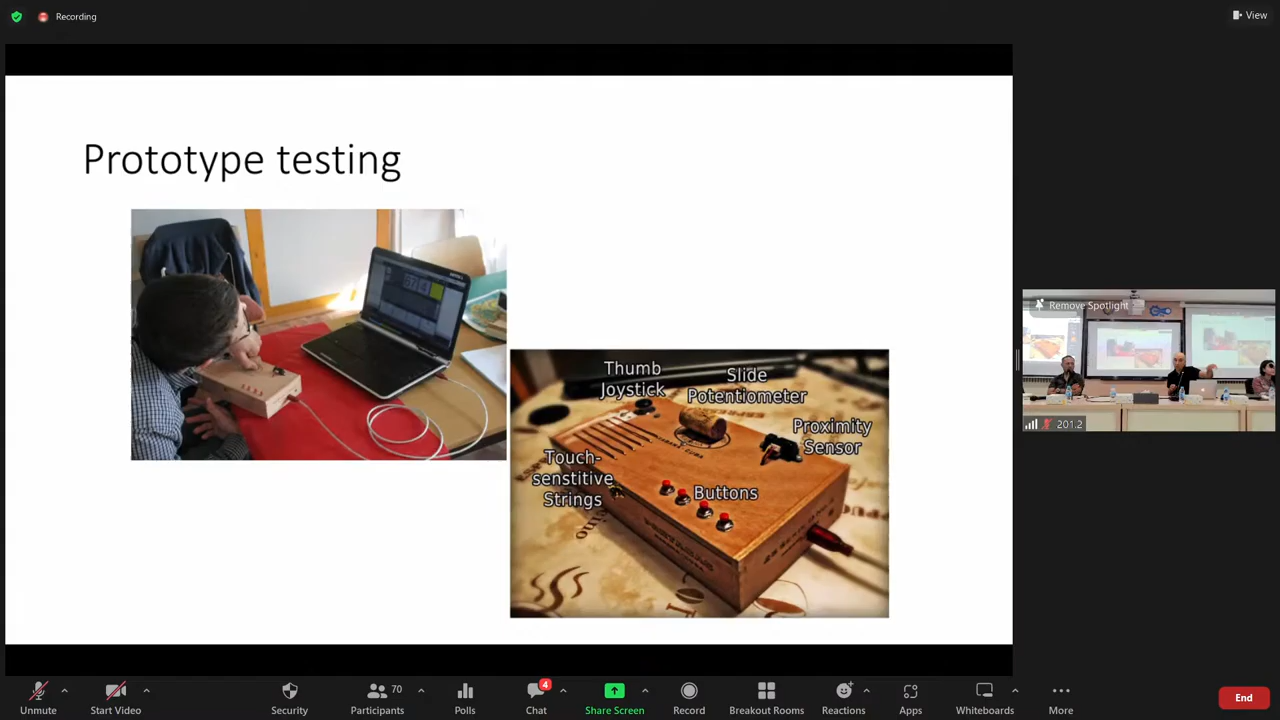 Recording
View
Prototype testing
Thumb
Joystick
Slide
Potentiometer
Proximity
Sensor
Touch-
senstitive
Strings
Buttons
Remove Spotlight
201.2
Unmute
Start Video
Security
70
Participants
Polls
4
Chat
Share Screen
Record
Breakout Rooms
Reactions
Apps
Whiteboards
More
End